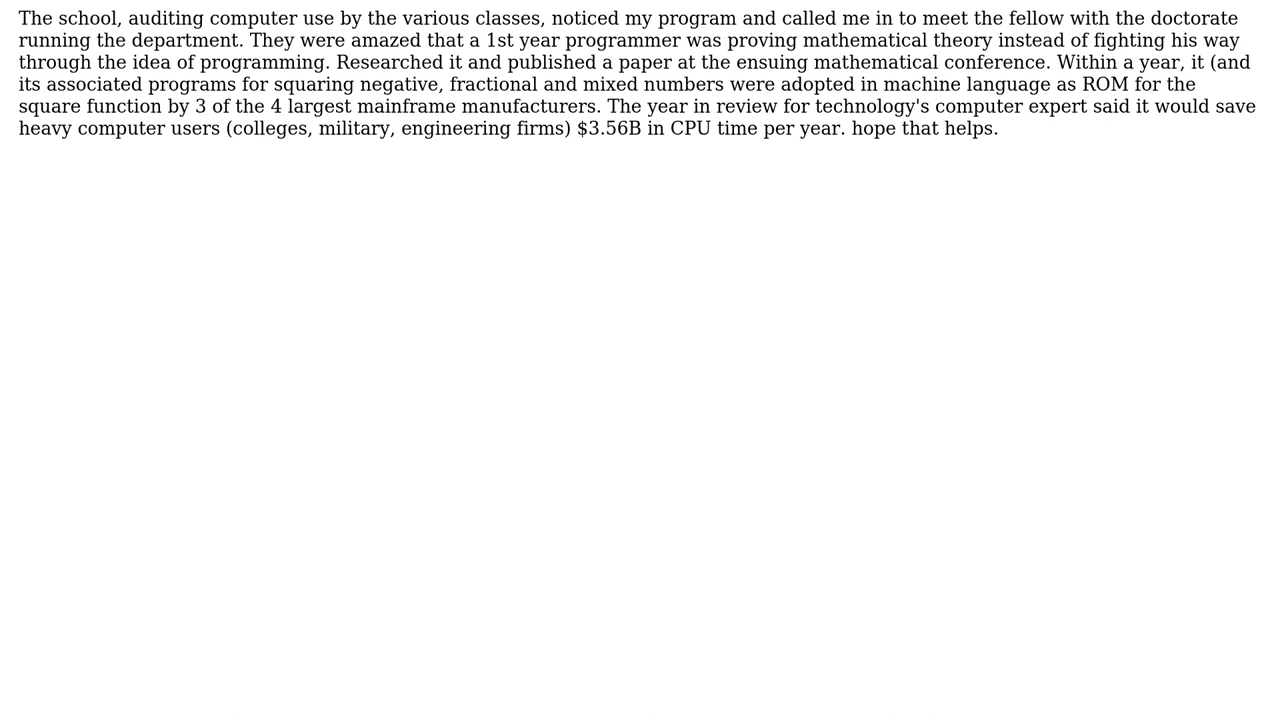 The school, auditing computer use by the various classes, noticed my program and called me in to meet the fellow with the doctorate
running the department. They were amazed that a 1st year programmer was proving mathematical theory instead of fighting his way
through the idea of programming. Researched it and published a paper at the ensuing mathematical conference. Within a year, it (and
its associated programs for squaring negative, fractional and mixed numbers were adopted in machine language as ROM for the
square function by 3 of the 4 largest mainframe manufacturers. The year in review for technology's computer expert said it would save
heavy computer users (colleges, military, engineering firms) $3.56B in CPU time per year. hope that helps.